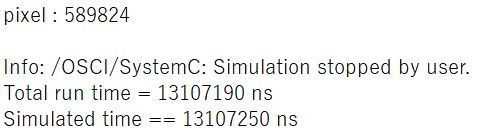 pixel : 589824
Info: /OSCI/SystemC: Simulation stopped by user.
Total run time = 13107190 ns
Simulated time == 13107250 ns